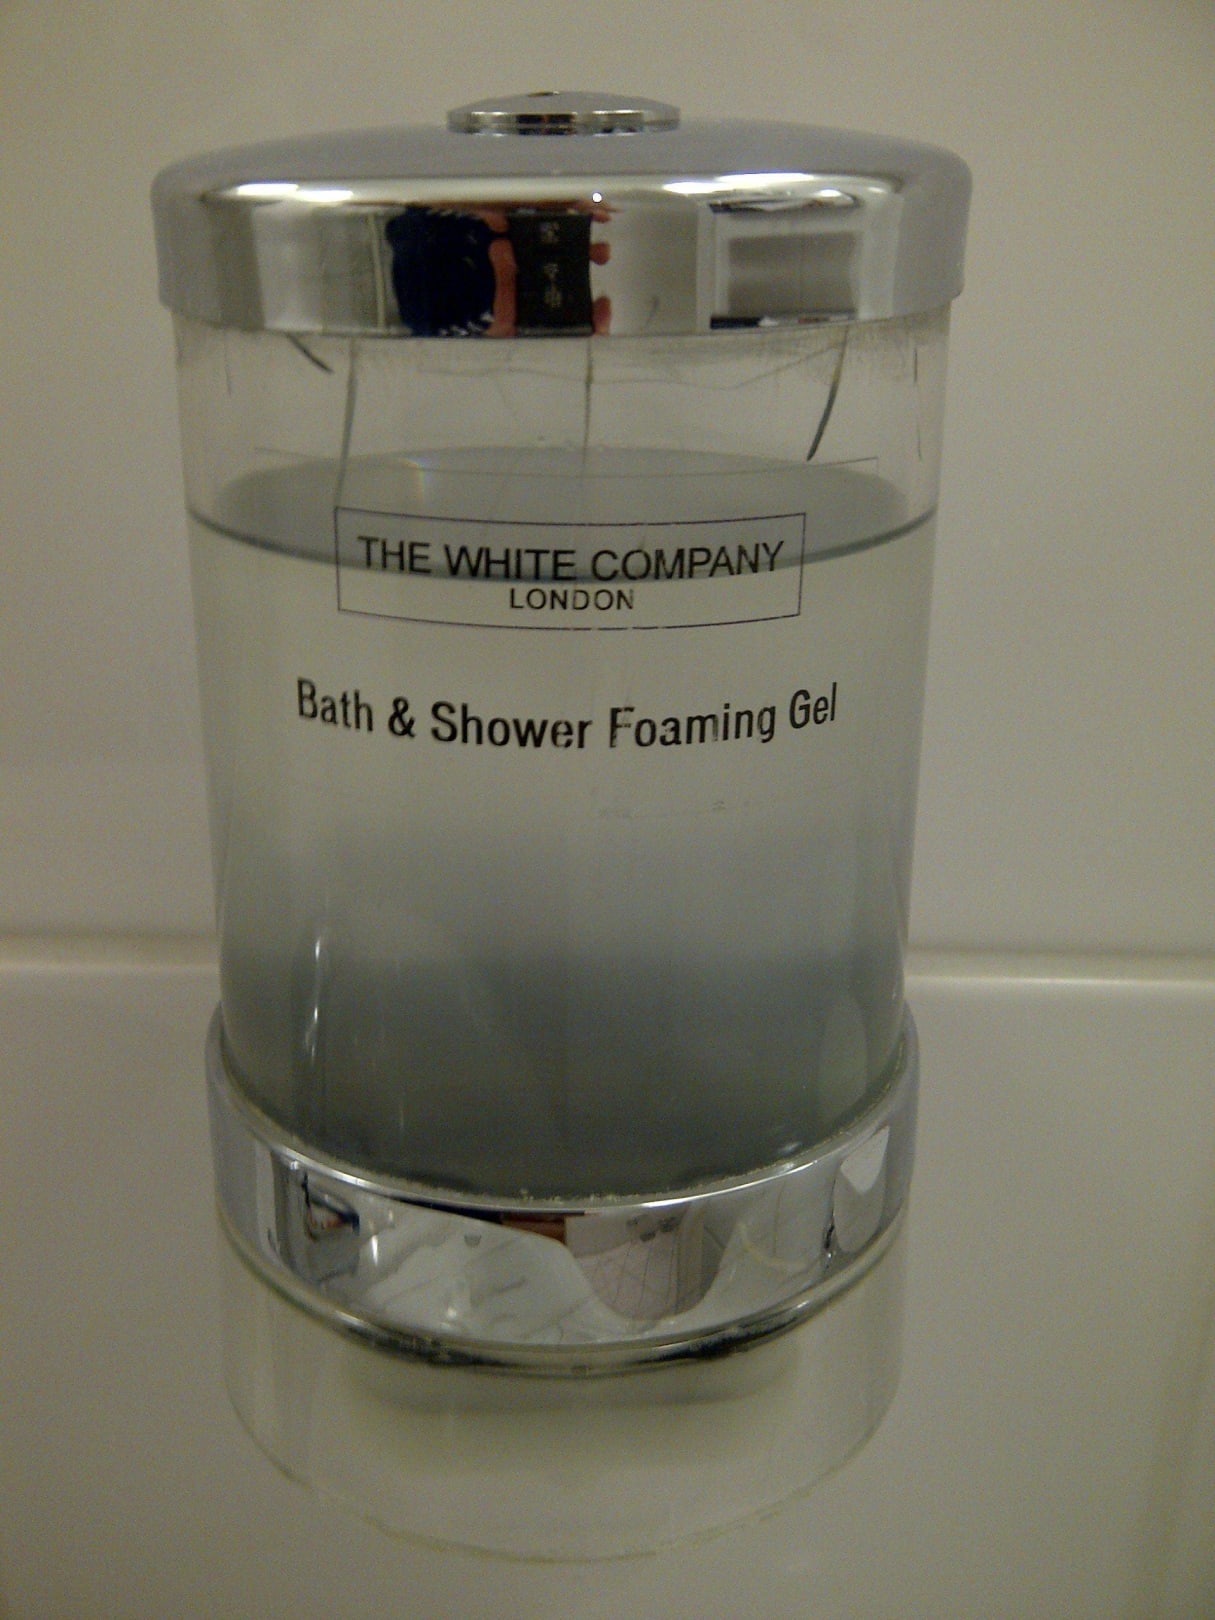 THE WHITE COMPANY
LONDON
Bath & Shower Foaming Gel